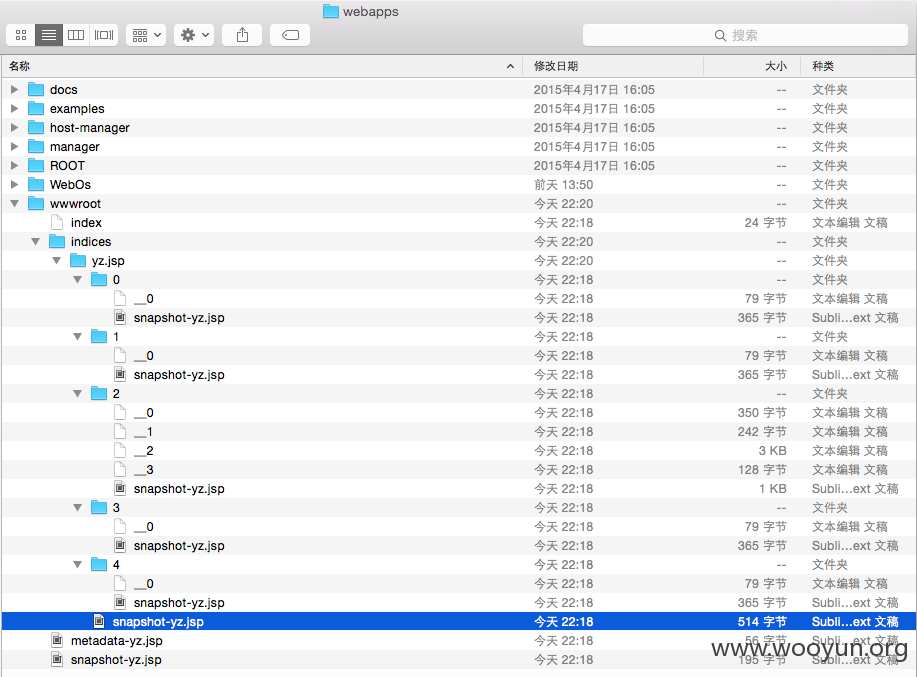 webapps
搜索
名称 修改日期 大小 种类
docs 2015年4月17日 16:05 -- 文件夹
examples 2015年4月17日 16:05 -- 文件夹
host-manager 2015年4月17日 16:05 -- 文件夹
manager 2015年4月17日 16:05 -- 文件夹
ROOT 2015年4月17日 16:05 -- 文件夹
WebOs 前天 13:50 -- 文件夹
wwwroot 今天 22:20 -- 文件夹
index 今天 22:18 24 字节 文本编辑 文稿
indices 今天 22:20 -- 文件夹
yz.jsp 今天 22:20 -- 文件夹
0 今天 22:18 -- 文件夹
__0 今天 22:18 79 字节 文本编辑 文稿
snapshot-yz.jsp 今天 22:18 365 字节 Subli...ext 文稿
1 今天 22:18 -- 文件夹
__0 今天 22:18 79 字节 文本编辑 文稿
snapshot-yz.jsp 今天 22:18 365 字节 Subli...ext 文稿
2 今天 22:18 -- 文件夹
__0 今天 22:18 350 字节 文本编辑 文稿
__1 今天 22:18 242 字节 文本编辑 文稿
__2 今天 22:18 3 KB 文本编辑 文稿
__3 今天 22:18 128 字节 文本编辑 文稿
snapshot-yz.jsp 今天 22:18 1 KB Subli...ext 文稿
3 今天 22:18 -- 文件夹
__0 今天 22:18 79 字节 文本编辑 文稿
snapshot-yz.jsp 今天 22:18 365 字节 Subli...ext 文稿
4 今天 22:18 -- 文件夹
__0 今天 22:18 79 字节 文本编辑 文稿
snapshot-yz.jsp 今天 22:18 365 字节 Subli...ext 文稿
snapshot-yz.jsp 今天 22:18 514 字节 Subli...ext 文稿
metadata-yz.jsp 今天 22:18 56 字节 Subli...ext 文稿
snapshot-yz.jsp 今天 22:18 195 字节 Subli...ext 文稿
www.wooyun.org